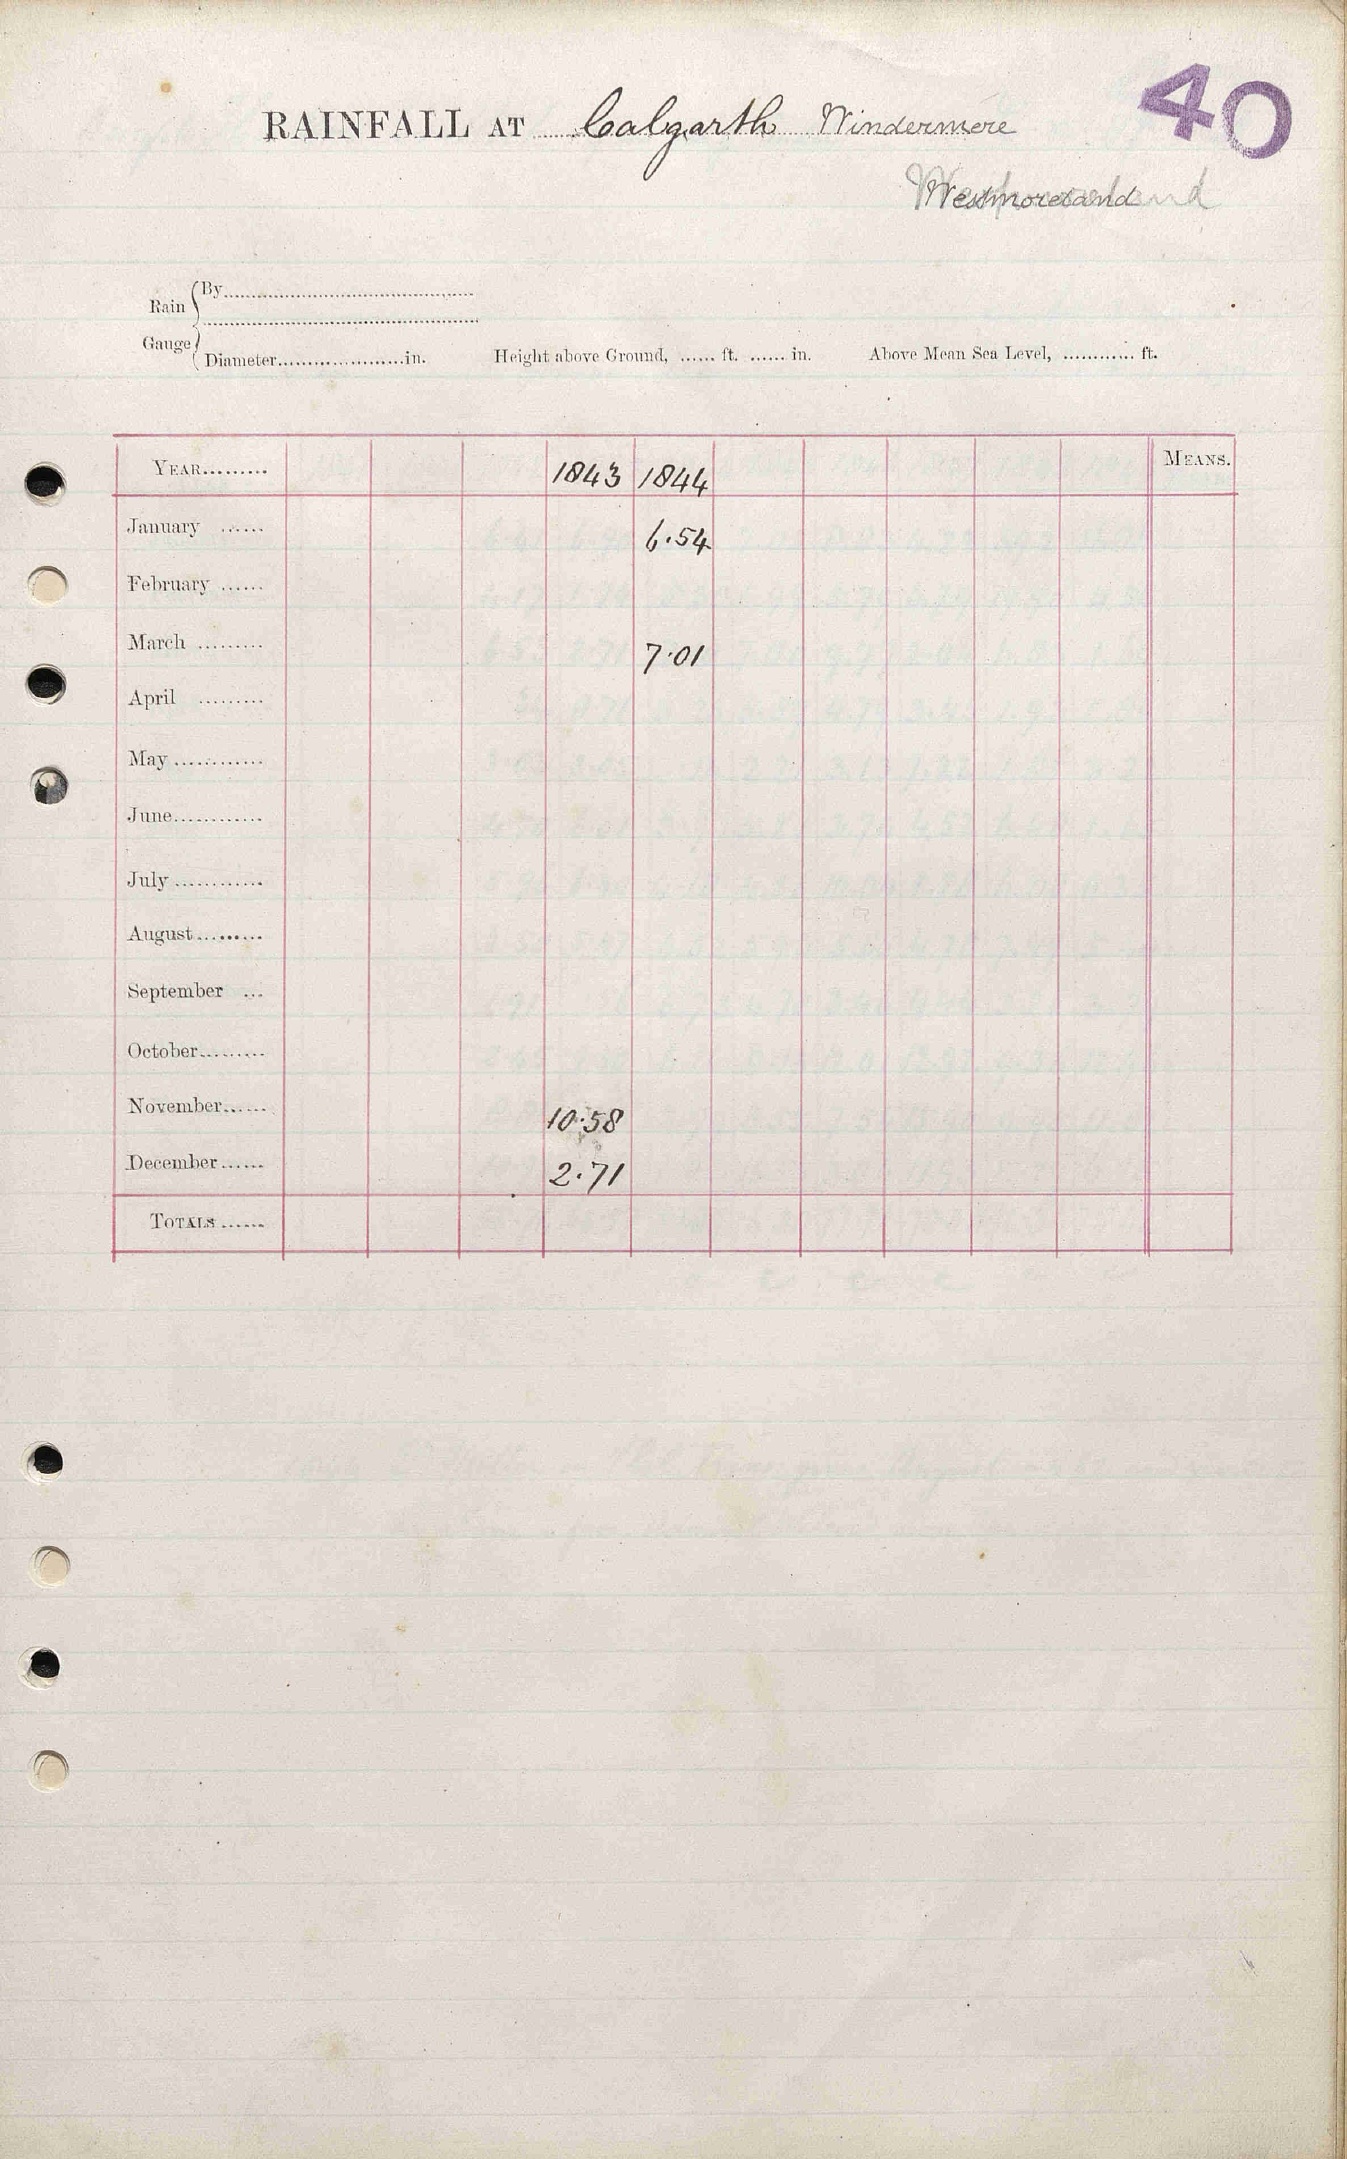 40
RAINFALL AT Calgarth Windermere
Westmoreland
Rain Gauge
By
Diameter in. Height above Ground, ft. in. Above Mean Sea Level, ft.
YEAR 1843 1844 MEANS.
January 6.54
February
March 7.01
April
May
June
July
August
September
October
November 10.58
December 2.71
TOTALS